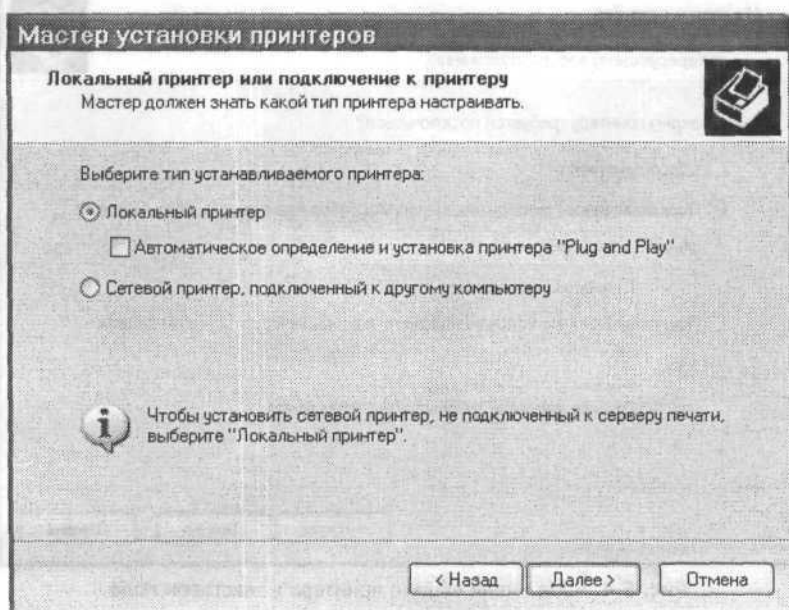 Мастер установки принтеров
Локальный принтер или подключение к принтеру
Мастер должен знать какой тип принтера настраивать.
Выберите тип устанавливаемого принтера:
Локальный принтер
Автоматическое определение и установка принтера "Plug and Play"
Сетевой принтер, подключенный к другому компьютеру
Чтобы установить сетевой принтер, не подключенный к серверу печати,
выберите "Локальный принтер".
< Назад
Далее >
Отмена